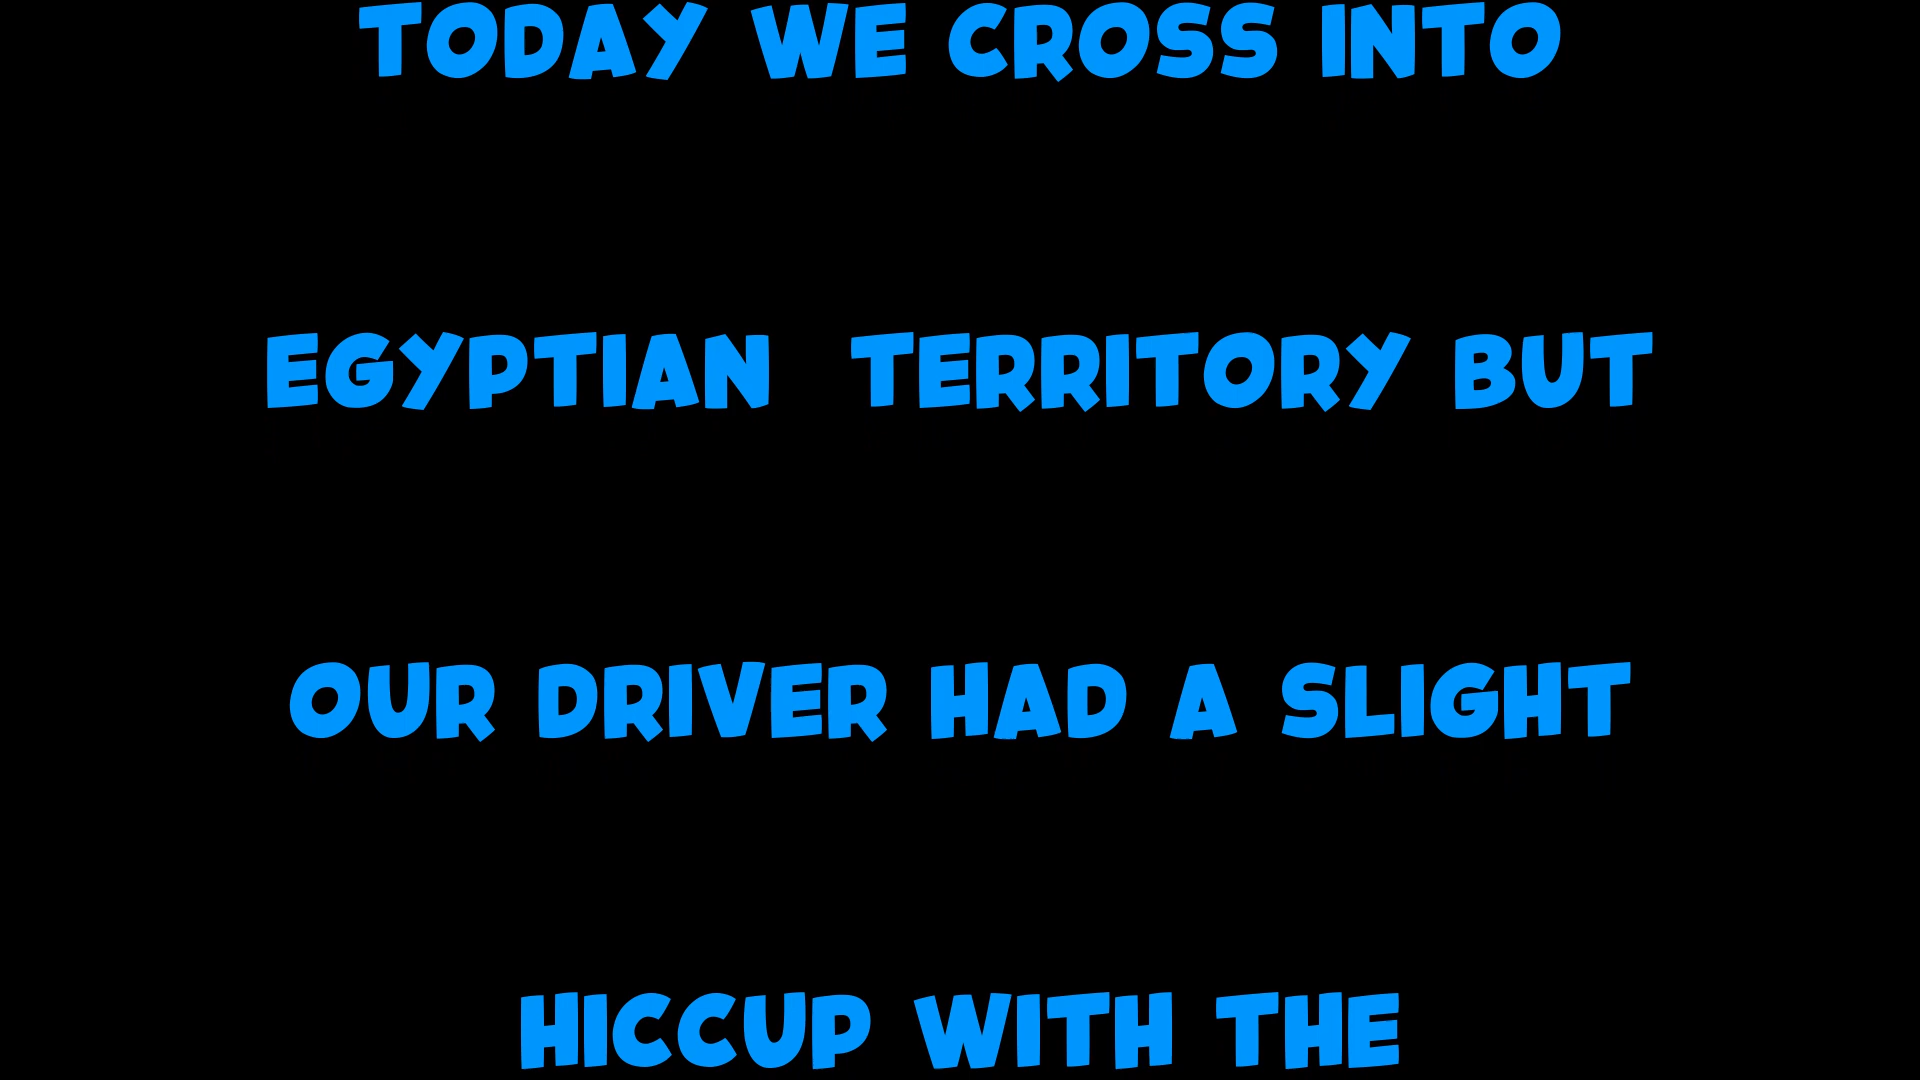 TODAY WE CROSS INTO
EGYPTIAN  TERRITORY BUT
OUR DRIVER HAD A SLIGHT
HICCUP WITH THE